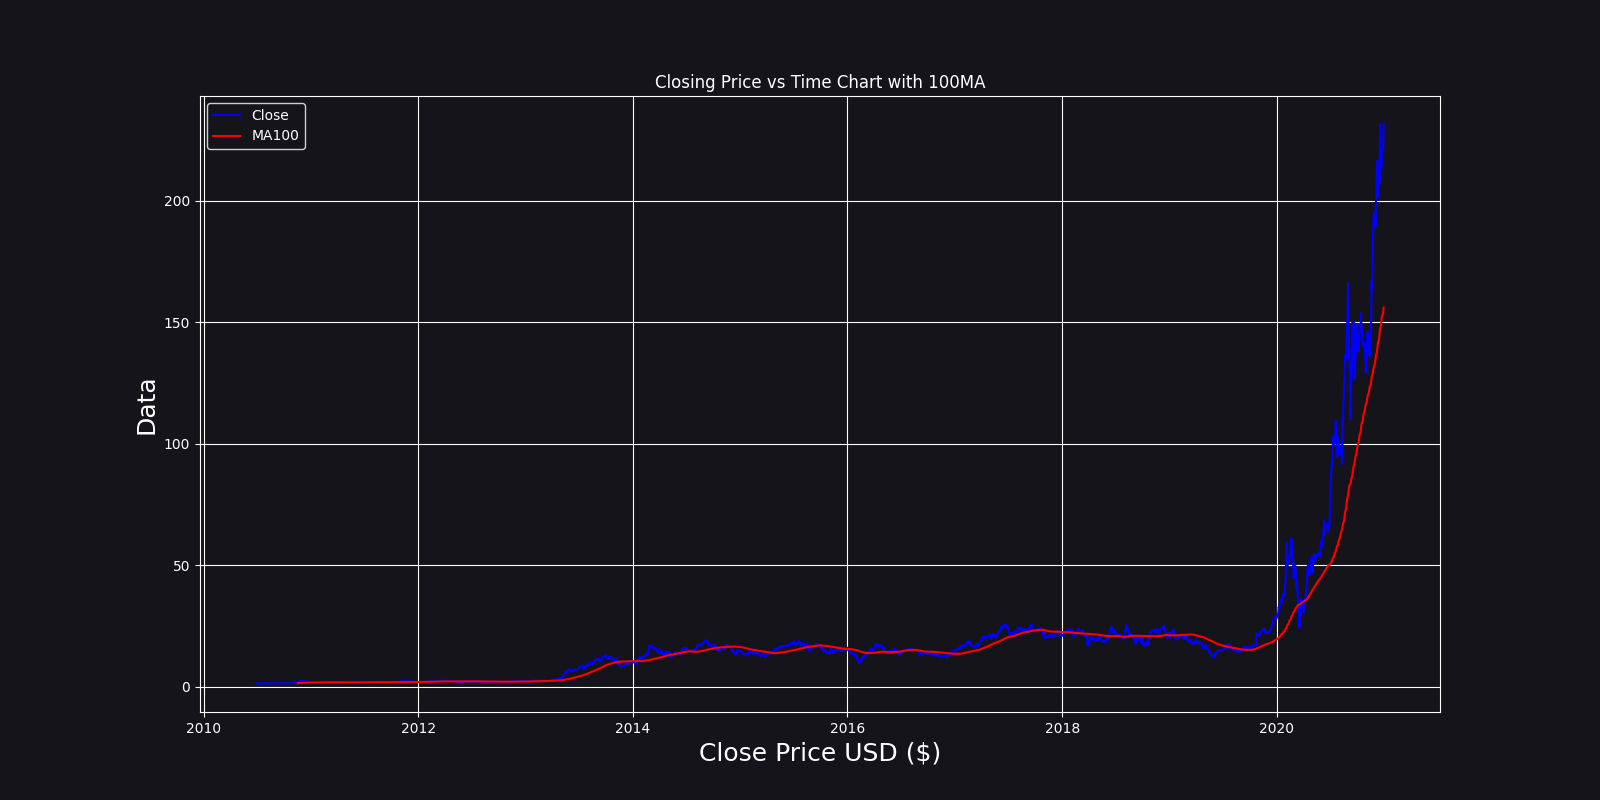 Closing Price vs Time Chart with 100MA
Close
MA100
200
150
100
50
0
Data
2010 2012 2014 2016 2018 2020
Close Price USD ($)